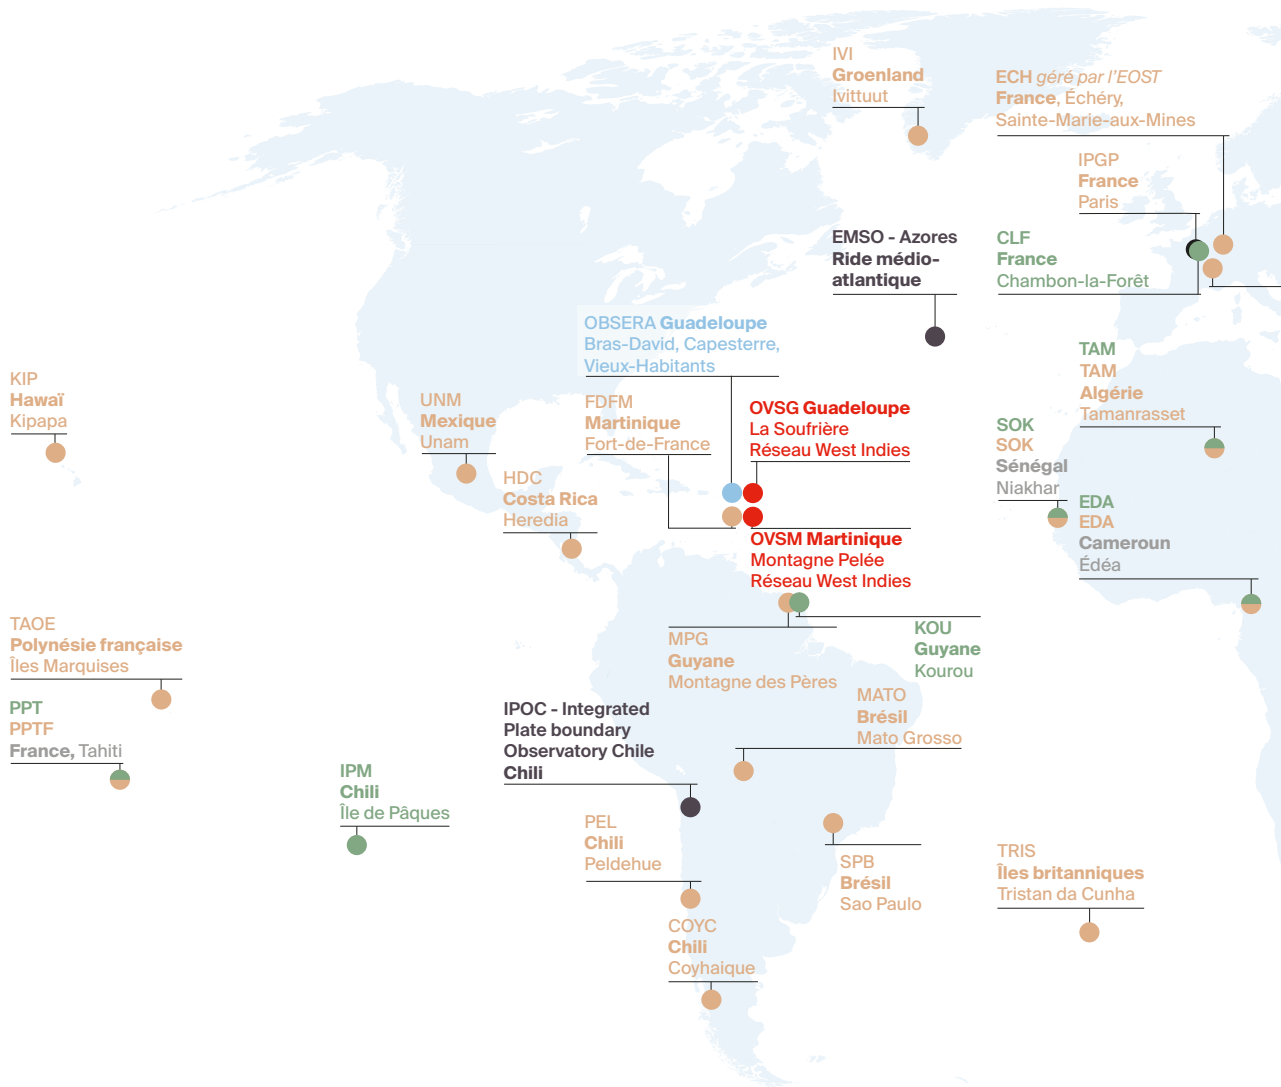 IVI
Groenland
Ivittuut
ECH géré par l'EOST
France, Échéry,
Sainte-Marie-aux-Mines
IPGP
France
Paris
EMSO - Azores
Ride médio-
atlantique
CLF
France
Chambon-la-Forêt
OBSERA Guadeloupe
Bras-David, Capesterre,
Vieux-Habitants
KIP
Hawaï
Kipapa
UNM
Mexique
Unam
FDFM
Martinique
Fort-de-France
OVSG Guadeloupe
La Soufrière
Réseau West Indies
TAM
TAM
Algérie
Tamanrasset
SOK
SOK
Sénégal
Niakhar
HDC
Costa Rica
Heredia
OVSM Martinique
Montagne Pelée
Réseau West Indies
EDA
EDA
Cameroun
Édéa
TAOE
Polynésie française
Îles Marquises
MPG
Guyane
Montagne des Pères
KOU
Guyane
Kourou
PPT
PPTF
France, Tahiti
IPOC - Integrated
Plate boundary
Observatory Chile
Chili
MATO
Brésil
Mato Grosso
IPM
Chili
Île de Pâques
PEL
Chili
Peldehue
SPB
Brésil
Sao Paulo
TRIS
Îles britanniques
Tristan da Cunha
COYC
Chili
Coyhaique